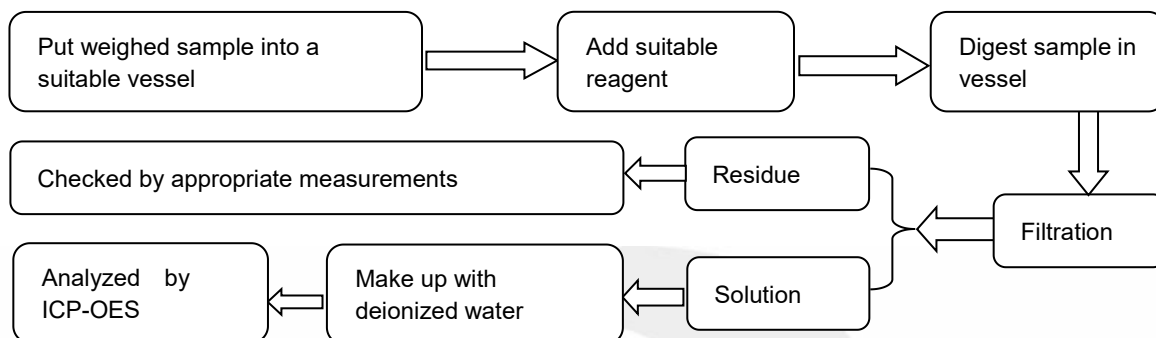 Put weighed sample into a
suitable vessel
Add suitable
reagent
Digest sample in
vessel
Filtration
Residue
Checked by appropriate measurements
Solution
Make up with
deionized water
Analyzed by
ICP-OES